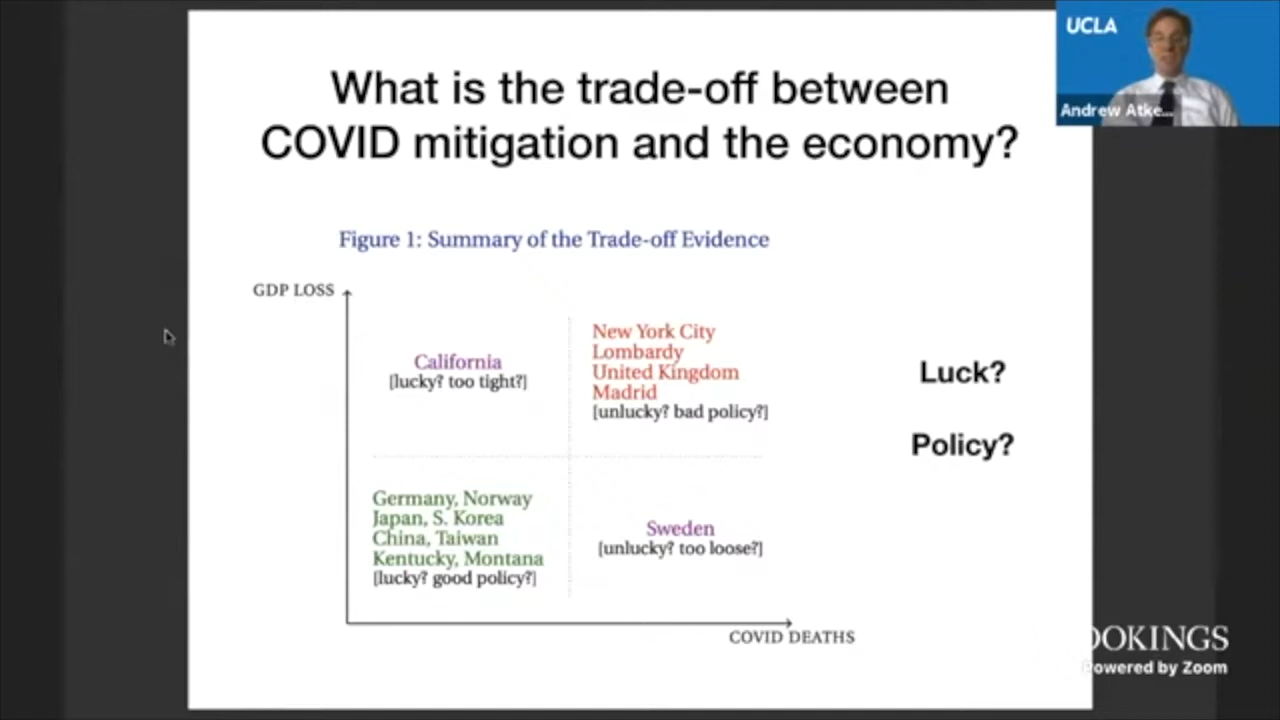 What is the trade-off between
COVID mitigation and the economy?
UCLA
Andrew Atke...
Figure 1: Summary of the Trade-off Evidence
GDP LOSS
California
[lucky? too tight?]
New York City
Lombardy
United Kingdom
Madrid
[unlucky? bad policy?]
Luck?
Policy?
Germany, Norway
Japan, S. Korea
China, Taiwan
Kentucky, Montana
[lucky? good policy?]
Sweden
[unlucky? too loose?]
COVID DEATHS
OOKINGS
Powered by Zoom